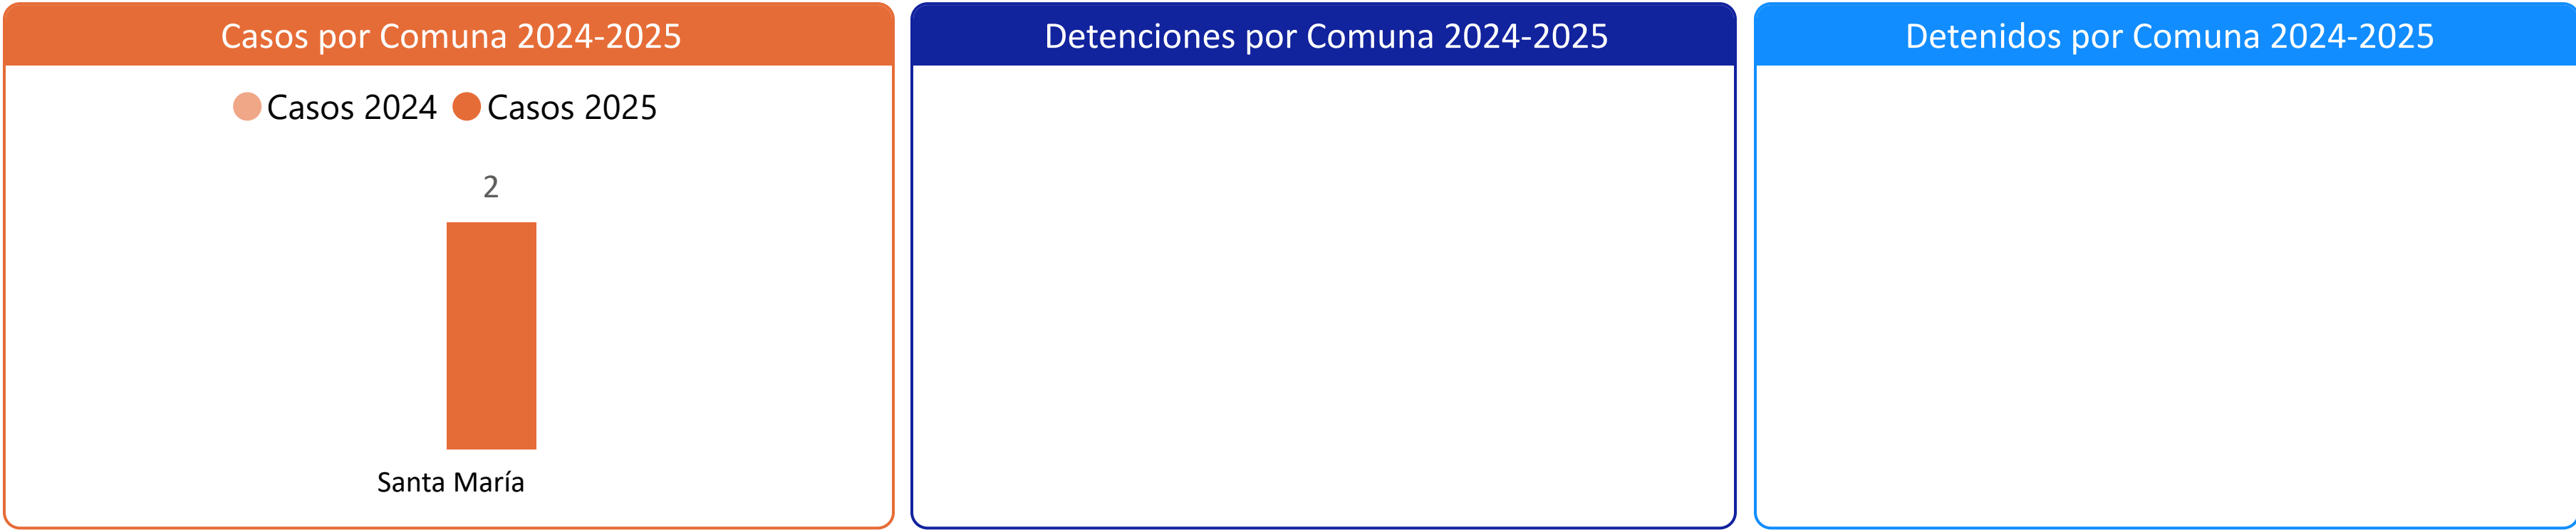 Casos por Comuna 2024-2025
Casos 2024 Casos 2025
2
Santa María
Detenciones por Comuna 2024-2025
Detenidos por Comuna 2024-2025